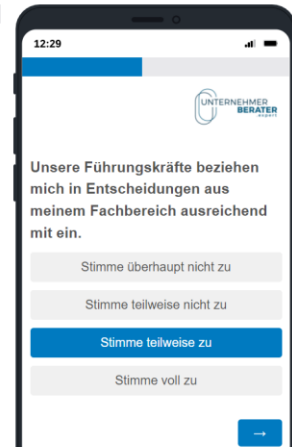 12:29
UNTERNEHMER
BERATER
.expert
Unsere Führungskräfte beziehen
mich in Entscheidungen aus
meinem Fachbereich ausreichend
mit ein.
Stimme überhaupt nicht zu
Stimme teilweise nicht zu
Stimme teilweise zu
Stimme voll zu
→